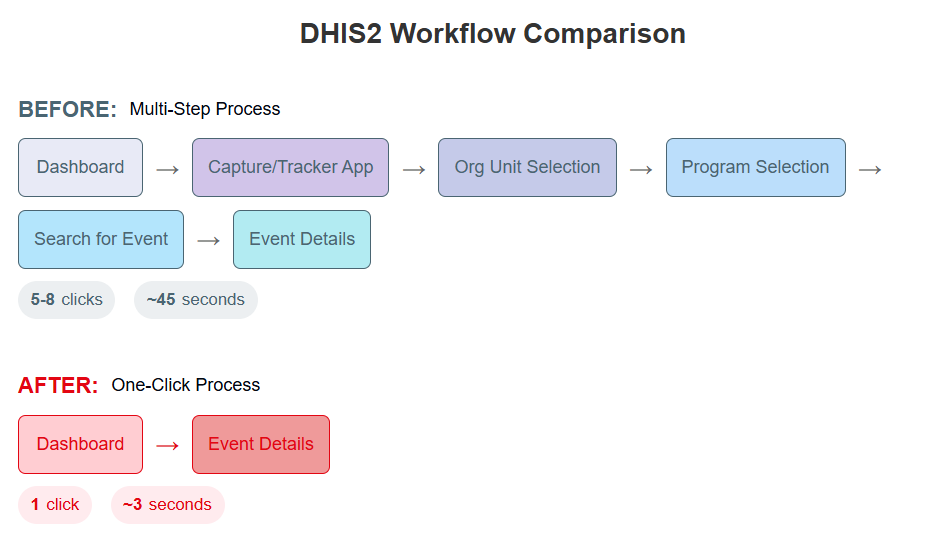 DHIS2 Workflow Comparison
BEFORE: Multi-Step Process
Dashboard → Capture/Tracker App → Org Unit Selection → Program Selection →
Search for Event → Event Details
5-8 clicks ~45 seconds
AFTER: One-Click Process
Dashboard → Event Details
1 click ~3 seconds